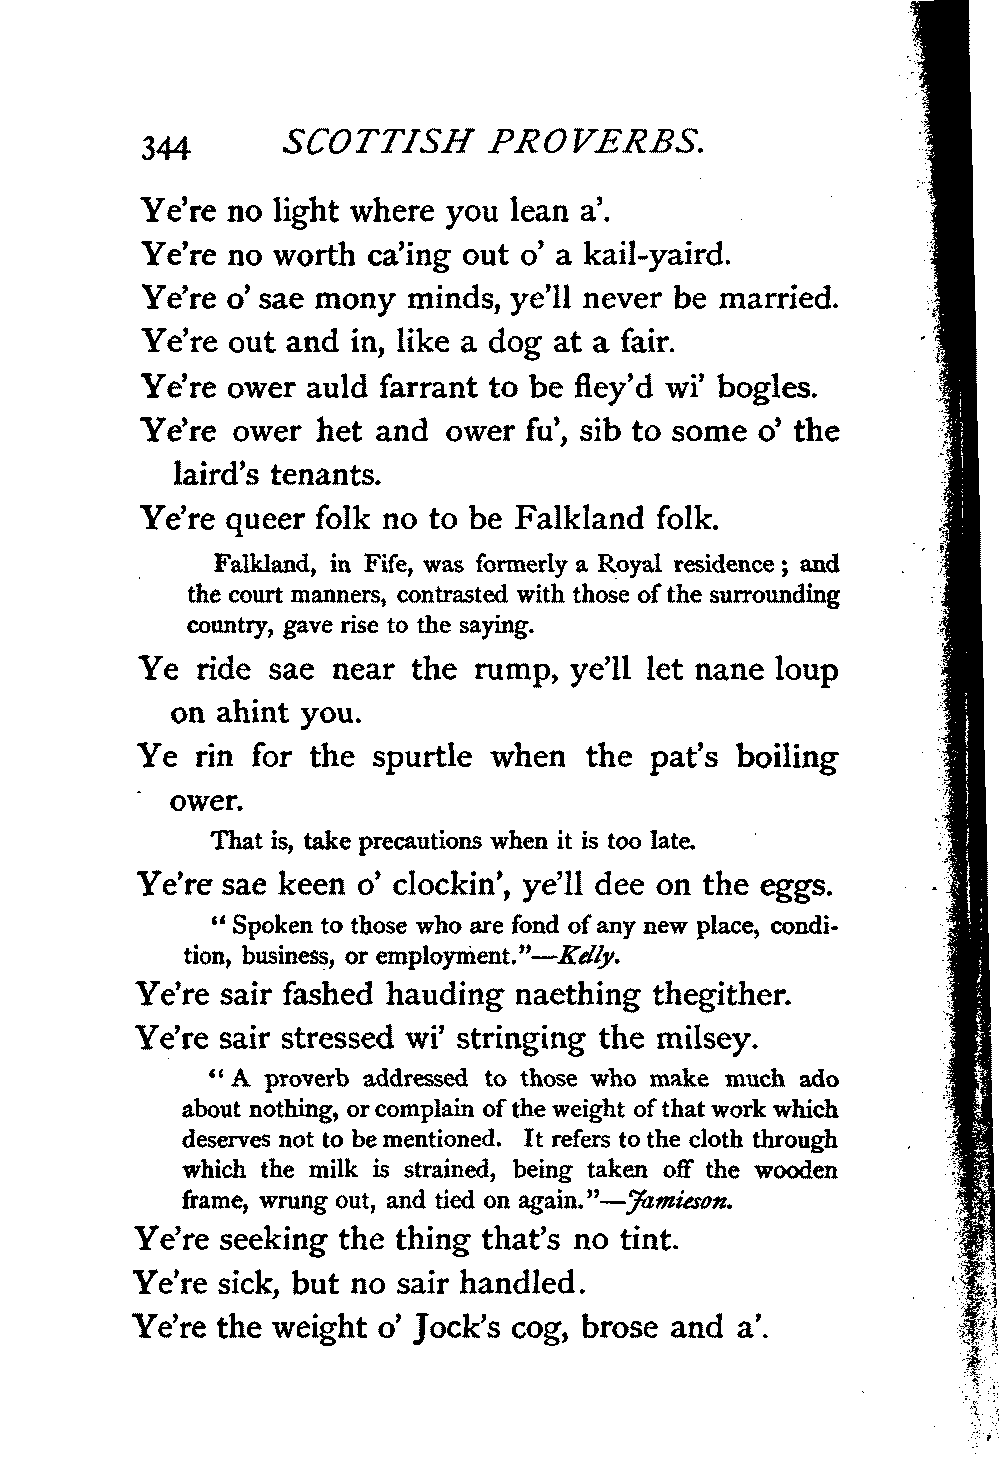 344 SCOTTISH PROVERBS.
Ye're no light where you lean a'.
Ye're no worth ca'ing out o' a kail-yaird.
Ye're o' sae mony minds, ye'll never be married.
Ye're out and in, like a dog at a fair.
Ye're ower auld farrant to be fley'd wi' bogles.
Ye're ower het and ower fu', sib to some o' the
laird's tenants.
Ye're queer folk no to be Falkland folk.
Falkland, in Fife, was formerly a Royal residence; and
the court manners, contrasted with those of the surrounding
country, gave rise to the saying.
Ye ride sae near the rump, ye'll let nane loup
on ahint you.
Ye rin for the spurtle when the pat's boiling
ower.
That is, take precautions when it is too late.
Ye're sae keen o' clockin', ye'll dee on the eggs.
"Spoken to those who are fond of any new place, condi-
tion, business, or employment."—Kelly.
Ye're sair fashed hauding naething thegither.
Ye're sair stressed wi' stringing the milsey.
"A proverb addressed to those who make much ado
about nothing, or complain of the weight of that work which
deserves not to be mentioned. It refers to the cloth through
which the milk is strained, being taken off the wooden
frame, wrung out, and tied on again."—Jamieson.
Ye're seeking the thing that's no tint.
Ye're sick, but no sair handled.
Ye're the weight o' Jock's cog, brose and a'.